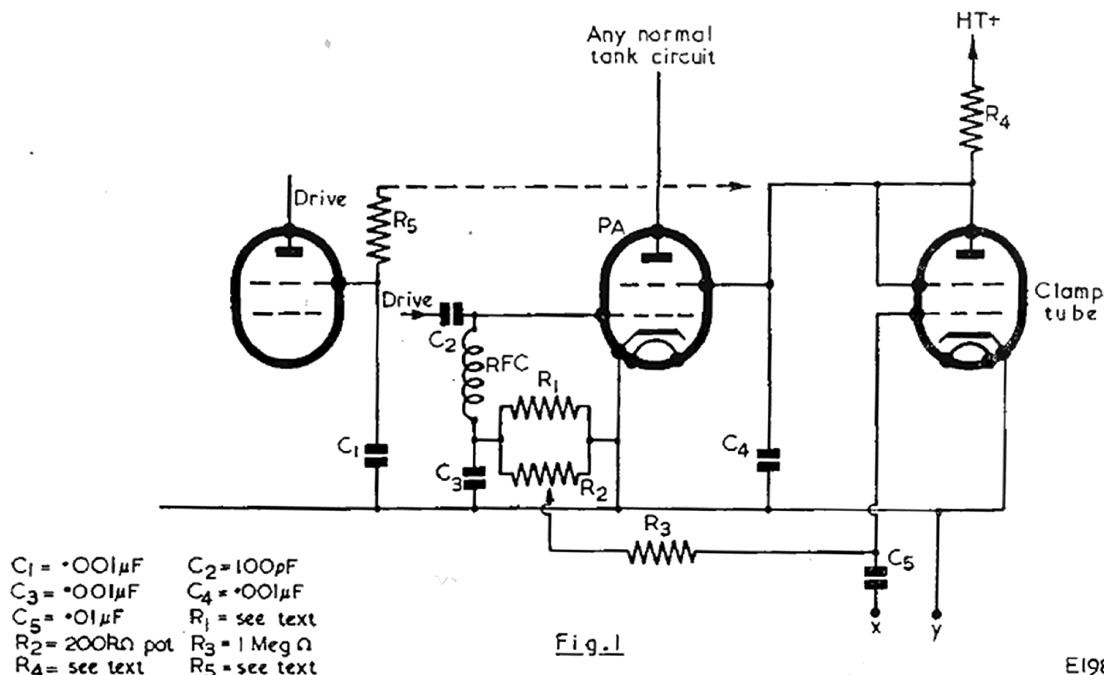 HT+
Any normal
tank circuit
R4
Drive
R5
PA
Drive
C2
RFC
R1
Clamp
tube
C1
C3
R2
C4
R3
C5
x
y
C1 = ·001µF C2 = 100pF
C3 = ·001µF C4 = ·001µF
C5 = ·01µF R1 = see text
R2 = 200kΩ pot R3 = 1 Meg Ω
R4 = see text R5 = see text
Fig.1
E198